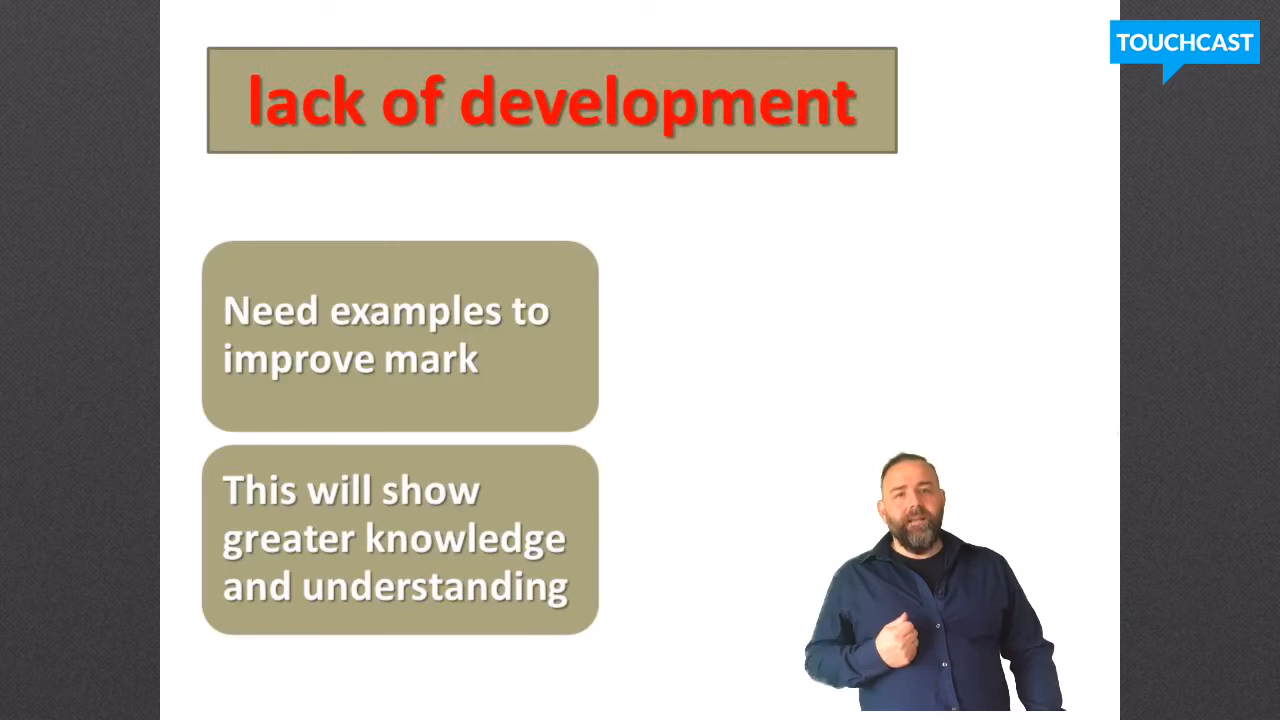 TOUCHCAST
lack of development
Need examples to
improve mark
This will show
greater knowledge
and understanding